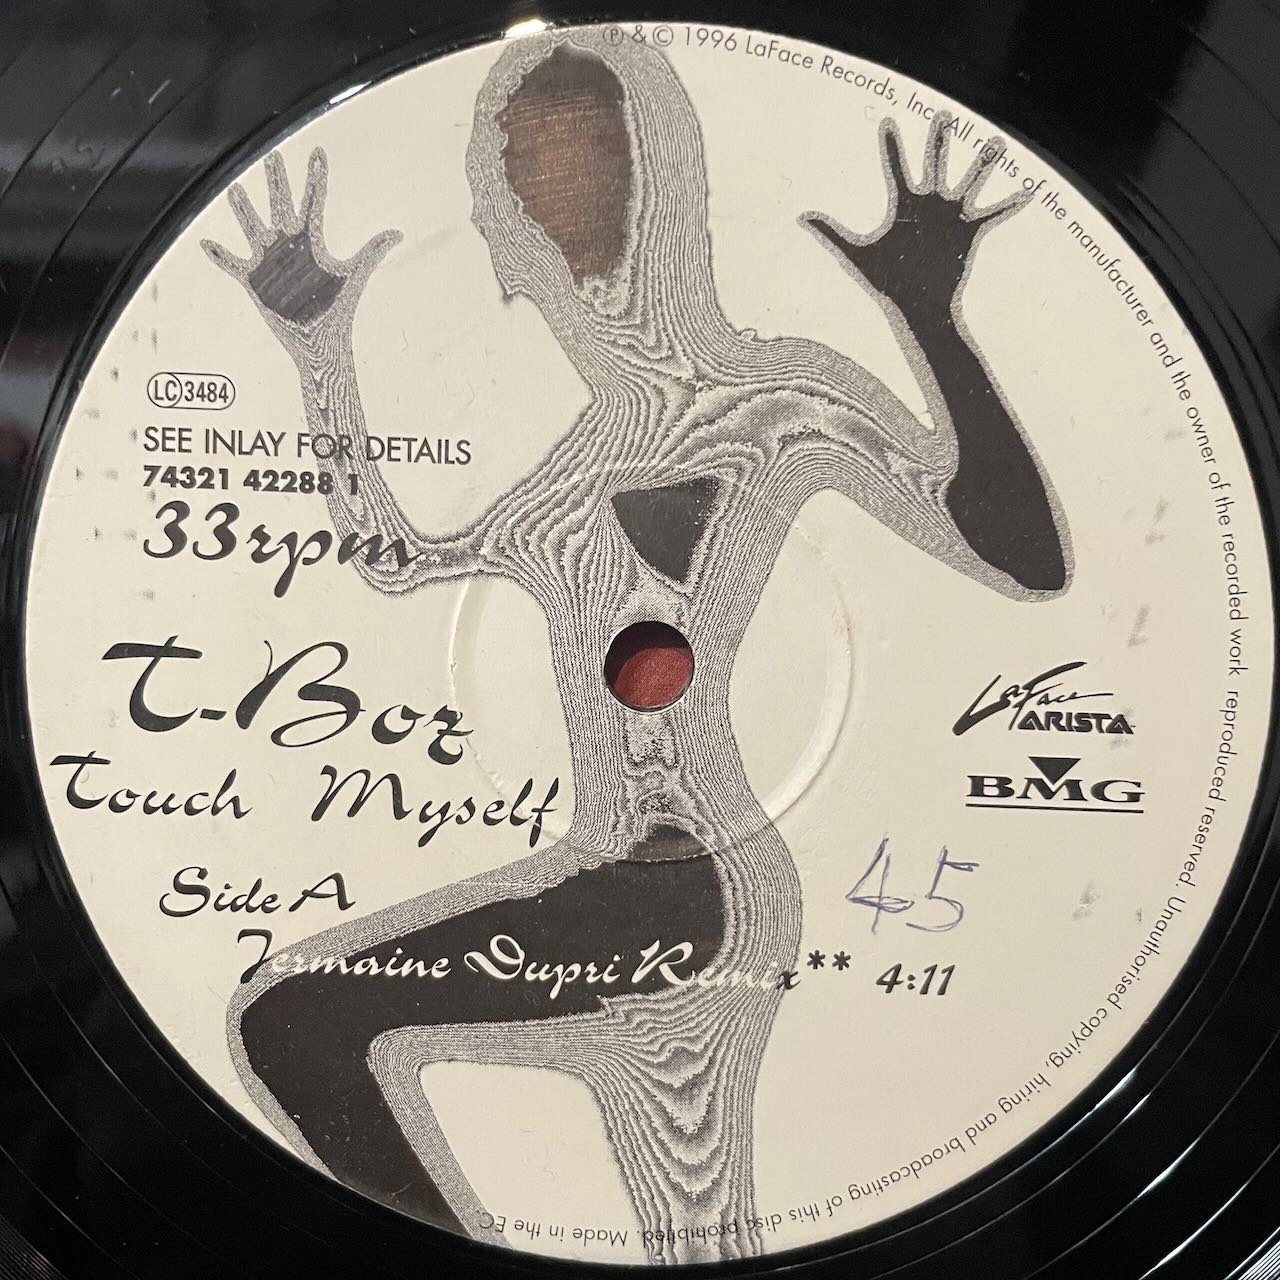 ℗ & © 1996 LaFace Records, Inc. All rights of the manufacturer and the owner of the recorded work reproduced reserved. Unauthorised copying, hiring and broadcasting of this disc prohibited. Made in the EC
LC 3484
SEE INLAY FOR DETAILS
74321 42288 1
33rpm
T-Boz
Touch Myself
LaFace
ARISTA
BMG
Side A
45
Jermaine Dupri Remix** 4:11